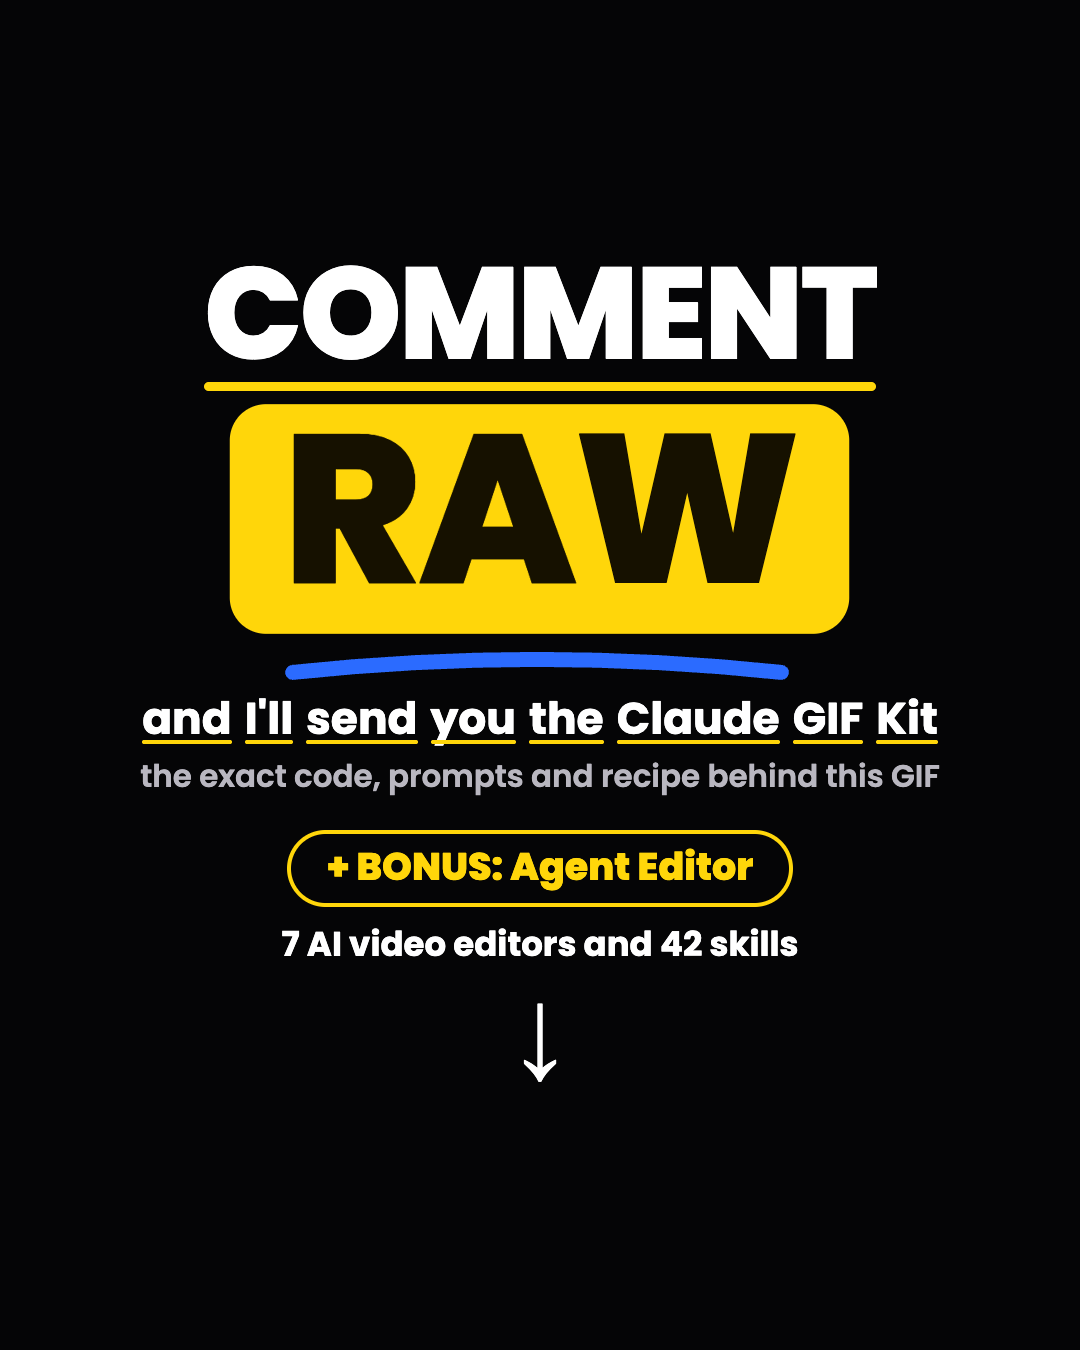 COMMENT
RAW
and I'll send you the Claude GIF Kit
the exact code, prompts and recipe behind this GIF
+ BONUS: Agent Editor
7 AI video editors and 42 skills